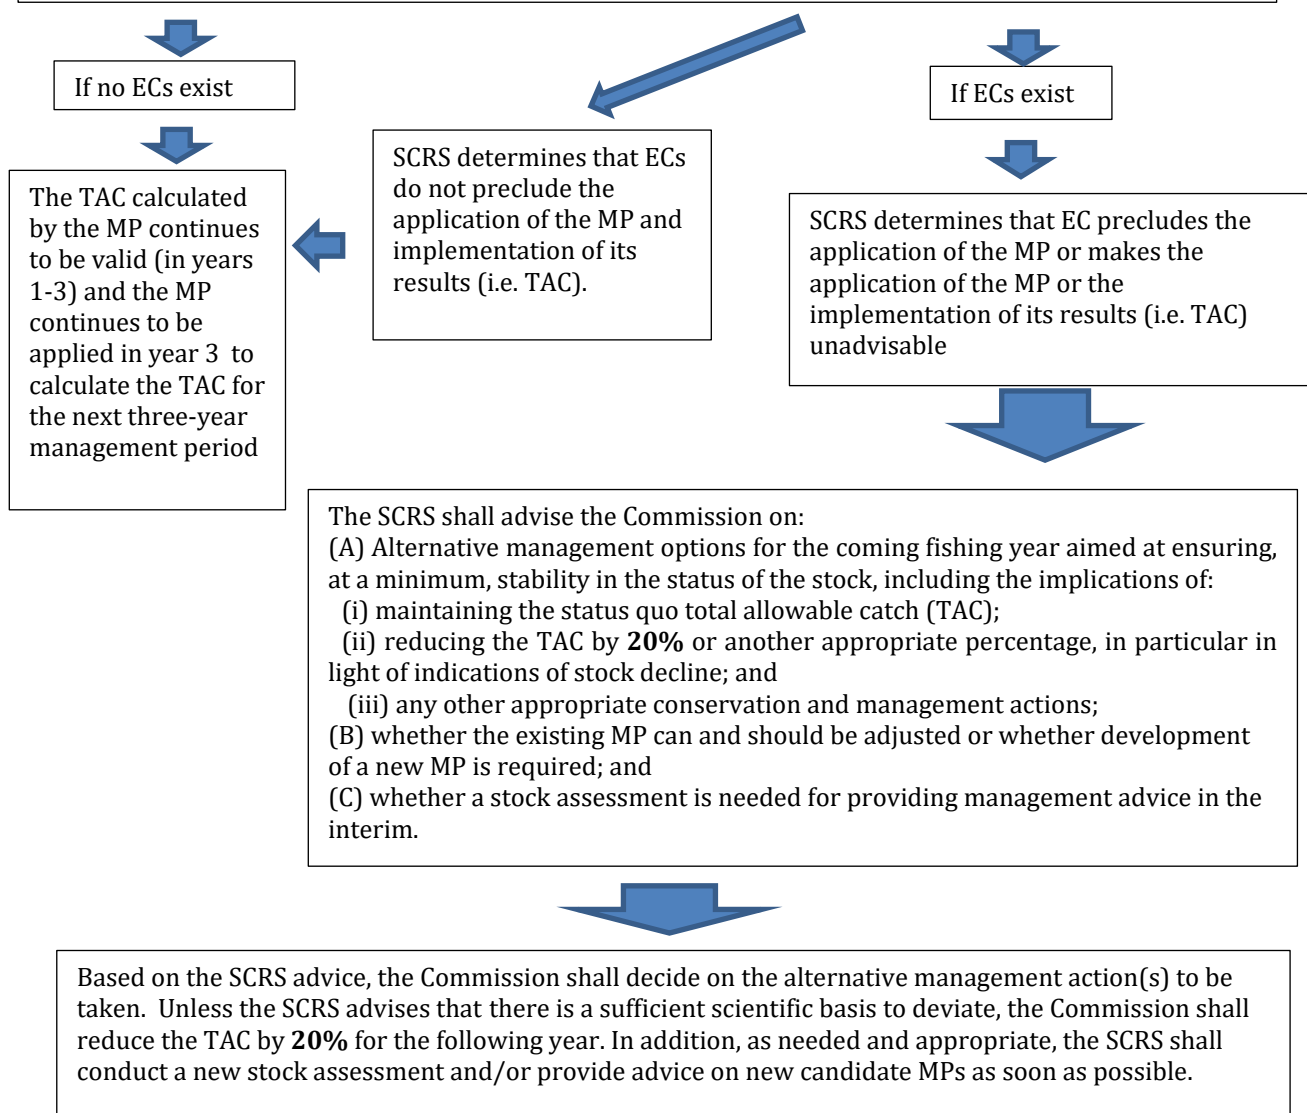 If no ECs exist
If ECs exist
SCRS determines that ECs
do not preclude the
application of the MP and
implementation of its
results (i.e. TAC).
The TAC calculated
by the MP continues
to be valid (in years
1-3) and the MP
continues to be
applied in year 3  to
calculate the TAC for
the next three-year
management period
SCRS determines that EC precludes the
application of the MP or makes the
application of the MP or the
implementation of its results (i.e. TAC)
unadvisable
The SCRS shall advise the Commission on:
(A) Alternative management options for the coming fishing year aimed at ensuring,
at a minimum, stability in the status of the stock, including the implications of:
(i) maintaining the status quo total allowable catch (TAC);
(ii) reducing the TAC by 20% or another appropriate percentage, in particular in
light of indications of stock decline; and
(iii) any other appropriate conservation and management actions;
(B) whether the existing MP can and should be adjusted or whether development
of a new MP is required; and
(C) whether a stock assessment is needed for providing management advice in the
interim.
Based on the SCRS advice, the Commission shall decide on the alternative management action(s) to be
taken.  Unless the SCRS advises that there is a sufficient scientific basis to deviate, the Commission shall
reduce the TAC by 20% for the following year. In addition, as needed and appropriate, the SCRS shall
conduct a new stock assessment and/or provide advice on new candidate MPs as soon as possible.